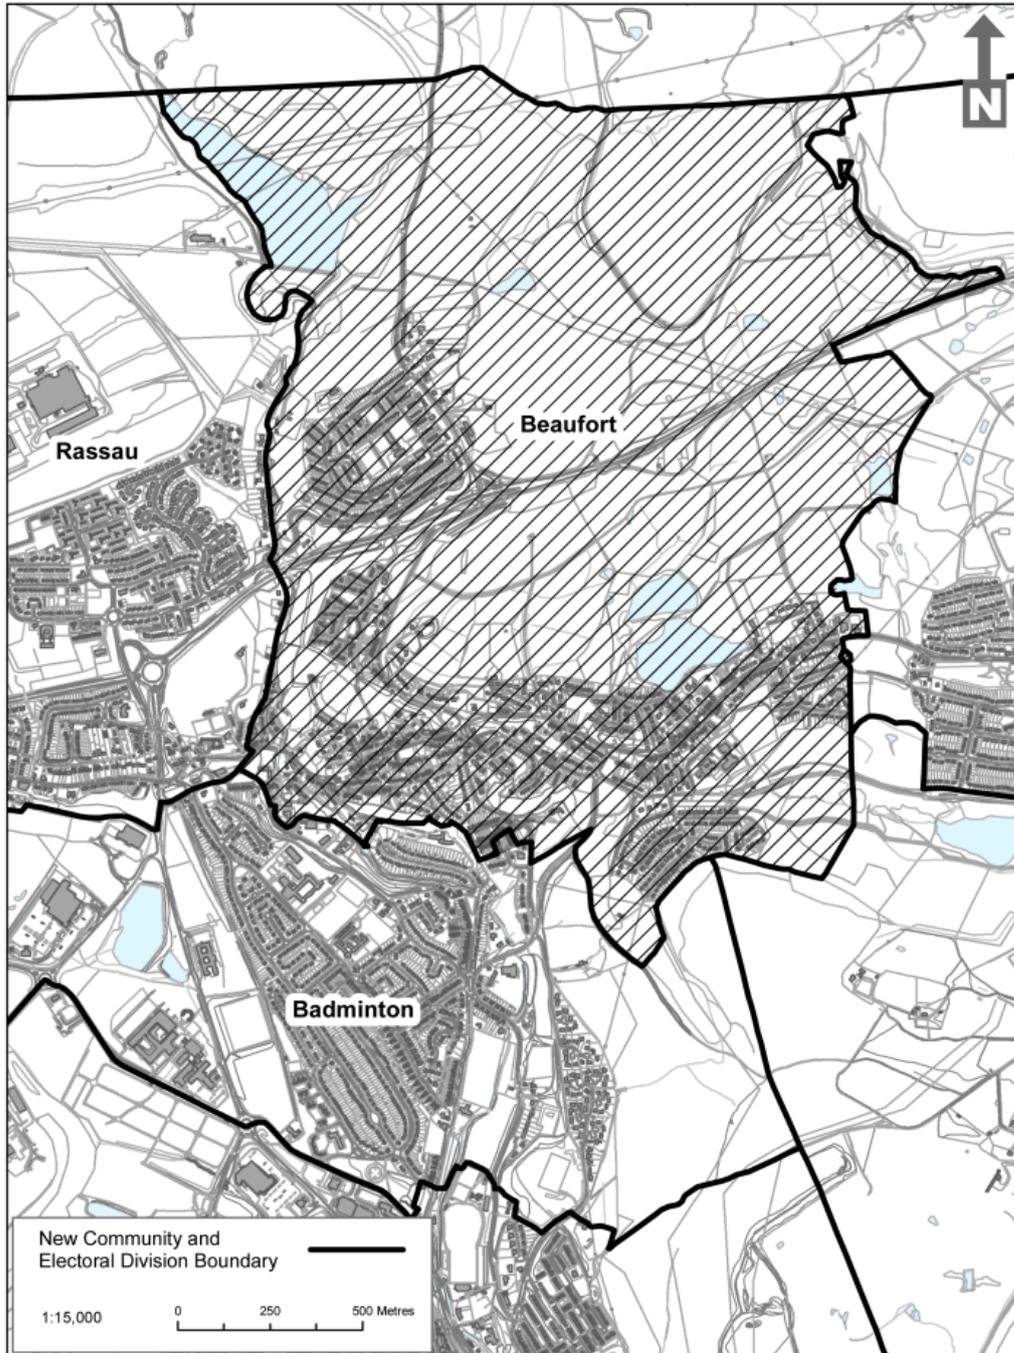 N
Beaufort
Rassau
Badminton
New Community and
Electoral Division Boundary
1:15,000
0 250 500 Metres